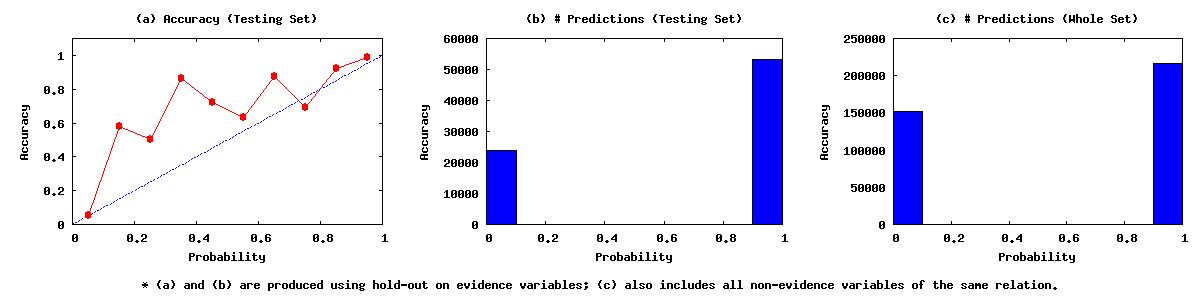 (a) Accuracy (Testing Set)
1
0.8
0.6
0.4
0.2
0
Accuracy
0 0.2 0.4 0.6 0.8 1
Probability
(b) # Predictions (Testing Set)
60000
50000
40000
30000
20000
10000
0
Accuracy
0 0.2 0.4 0.6 0.8 1
Probability
(c) # Predictions (Whole Set)
250000
200000
150000
100000
50000
0
Accuracy
0 0.2 0.4 0.6 0.8 1
Probability
* (a) and (b) are produced using hold-out on evidence variables; (c) also includes all non-evidence variables of the same relation.